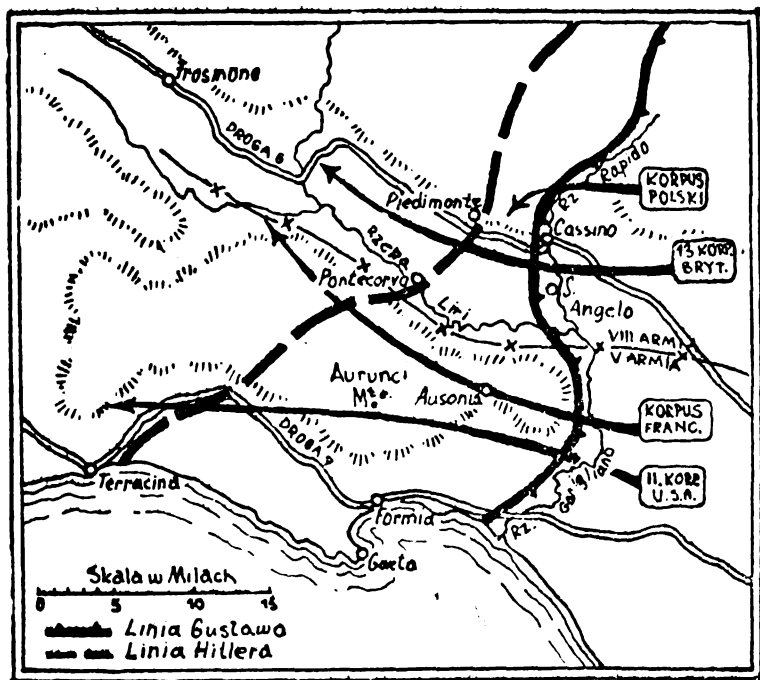 Frosinone
DROGA 6
Rapido
Rz.
KORPUS
POLSKI
Piedimonte
Cassino
13 KORP.
BRYT.
Rzeka
Pontecorvo
Liri
S.
Angelo
VIII ARMI
V ARMIA
Aurunci
Mte.
Ausonia
KORPUS
FRANC.
DROGA 7
II. KORP
U.S.A.
Rz. Garigliano
Terracina
Formia
Gaeta
Skala w Milach
0 5 10 15
Linia Gustawa
Linia Hitlera